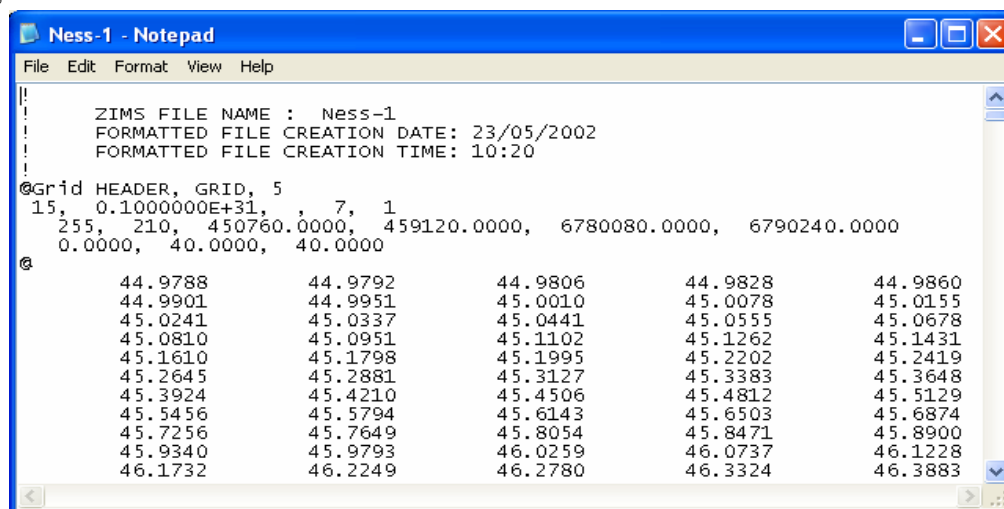 Ness-1 - Notepad
File Edit Format View Help
!
! ZIMS FILE NAME : Ness-1
! FORMATTED FILE CREATION DATE: 23/05/2002
! FORMATTED FILE CREATION TIME: 10:20
!
@Grid HEADER, GRID, 5
15, 0.1000000E+31, , 7, 1
255, 210, 450760.0000, 459120.0000, 6780080.0000, 6790240.0000
0.0000, 40.0000, 40.0000
@
44.9788 44.9792 44.9806 44.9828 44.9860
44.9901 44.9951 45.0010 45.0078 45.0155
45.0241 45.0337 45.0441 45.0555 45.0678
45.0810 45.0951 45.1102 45.1262 45.1431
45.1610 45.1798 45.1995 45.2202 45.2419
45.2645 45.2881 45.3127 45.3383 45.3648
45.3924 45.4210 45.4506 45.4812 45.5129
45.5456 45.5794 45.6143 45.6503 45.6874
45.7256 45.7649 45.8054 45.8471 45.8900
45.9340 45.9793 46.0259 46.0737 46.1228
46.1732 46.2249 46.2780 46.3324 46.3883